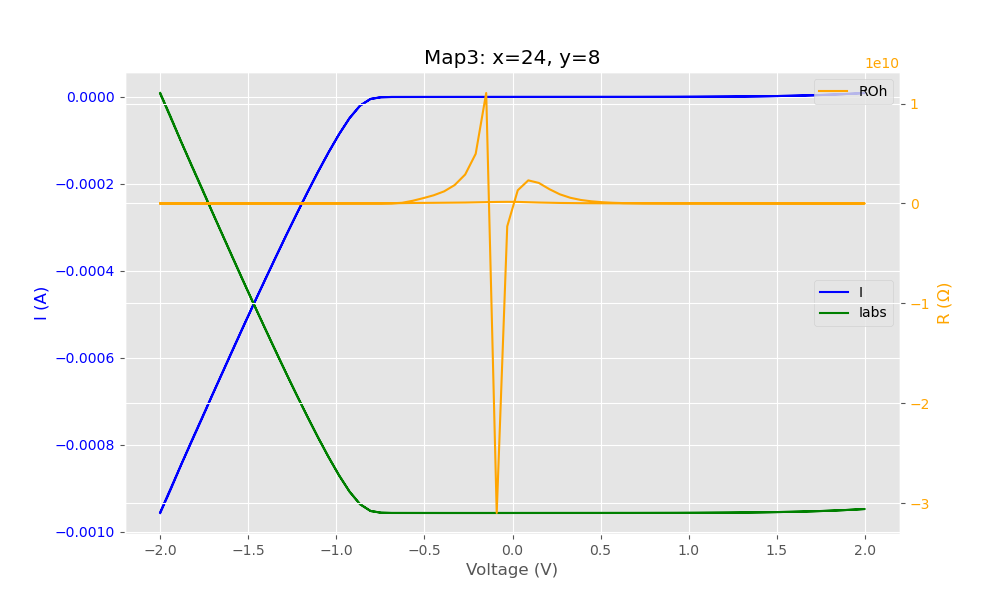 Map3: x=24, y=8
1e10
0.0000
−0.0002
−0.0004
−0.0006
−0.0008
−0.0010
I (A)
ROh
I
Iabs
1
0
−1
−2
−3
R (Ω)
−2.0
−1.5
−1.0
−0.5
0.0
0.5
1.0
1.5
2.0
Voltage (V)